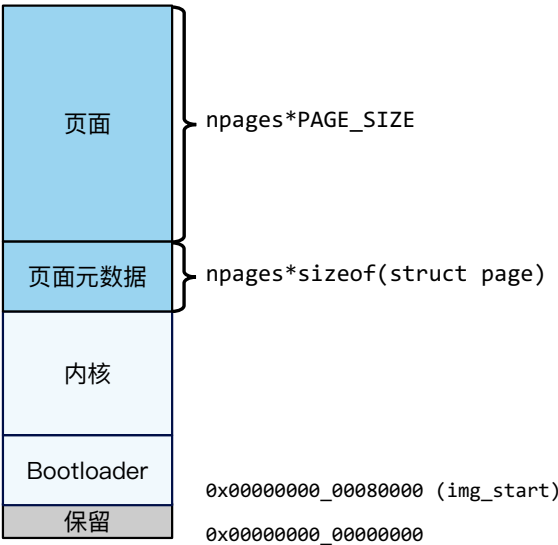 页面
npages*PAGE_SIZE
页面元数据
npages*sizeof(struct page)
内核
Bootloader
0x00000000_00080000 (img_start)
保留
0x00000000_00000000